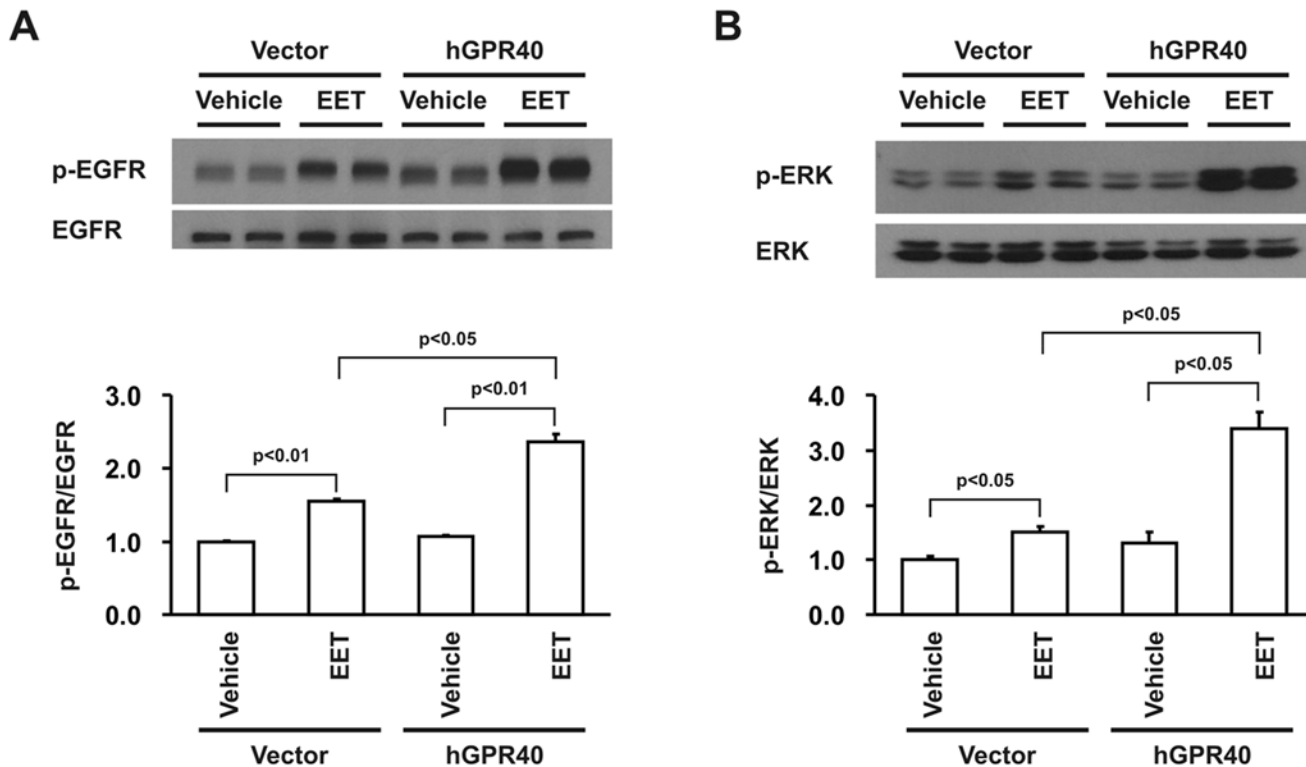 A
Vector hGPR40
Vehicle EET Vehicle EET
p-EGFR
EGFR
p<0.05
p<0.01
p<0.01
3.0
2.0
1.0
0.0
p-EGFR/EGFR
Vehicle EET Vehicle EET
Vector hGPR40
B
Vector hGPR40
Vehicle EET Vehicle EET
p-ERK
ERK
p<0.05
p<0.05
p<0.05
4.0
3.0
2.0
1.0
0.0
p-ERK/ERK
Vehicle EET Vehicle EET
Vector hGPR40